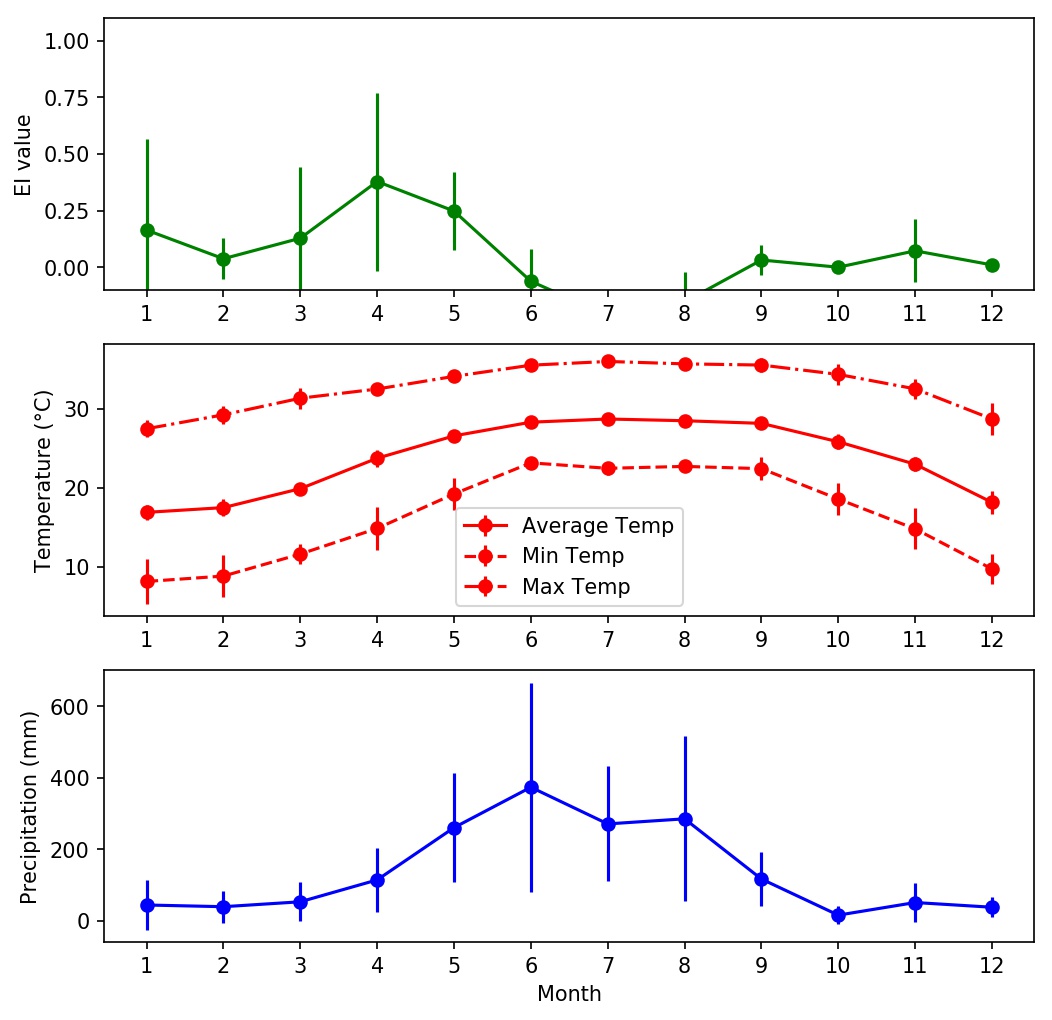 1.00
0.75
0.50
0.25
0.00
EI value
1 2 3 4 5 6 7 8 9 10 11 12
30
20
10
Temperature (°C)
Average Temp
Min Temp
Max Temp
1 2 3 4 5 6 7 8 9 10 11 12
600
400
200
0
Precipitation (mm)
1 2 3 4 5 6 7 8 9 10 11 12
Month